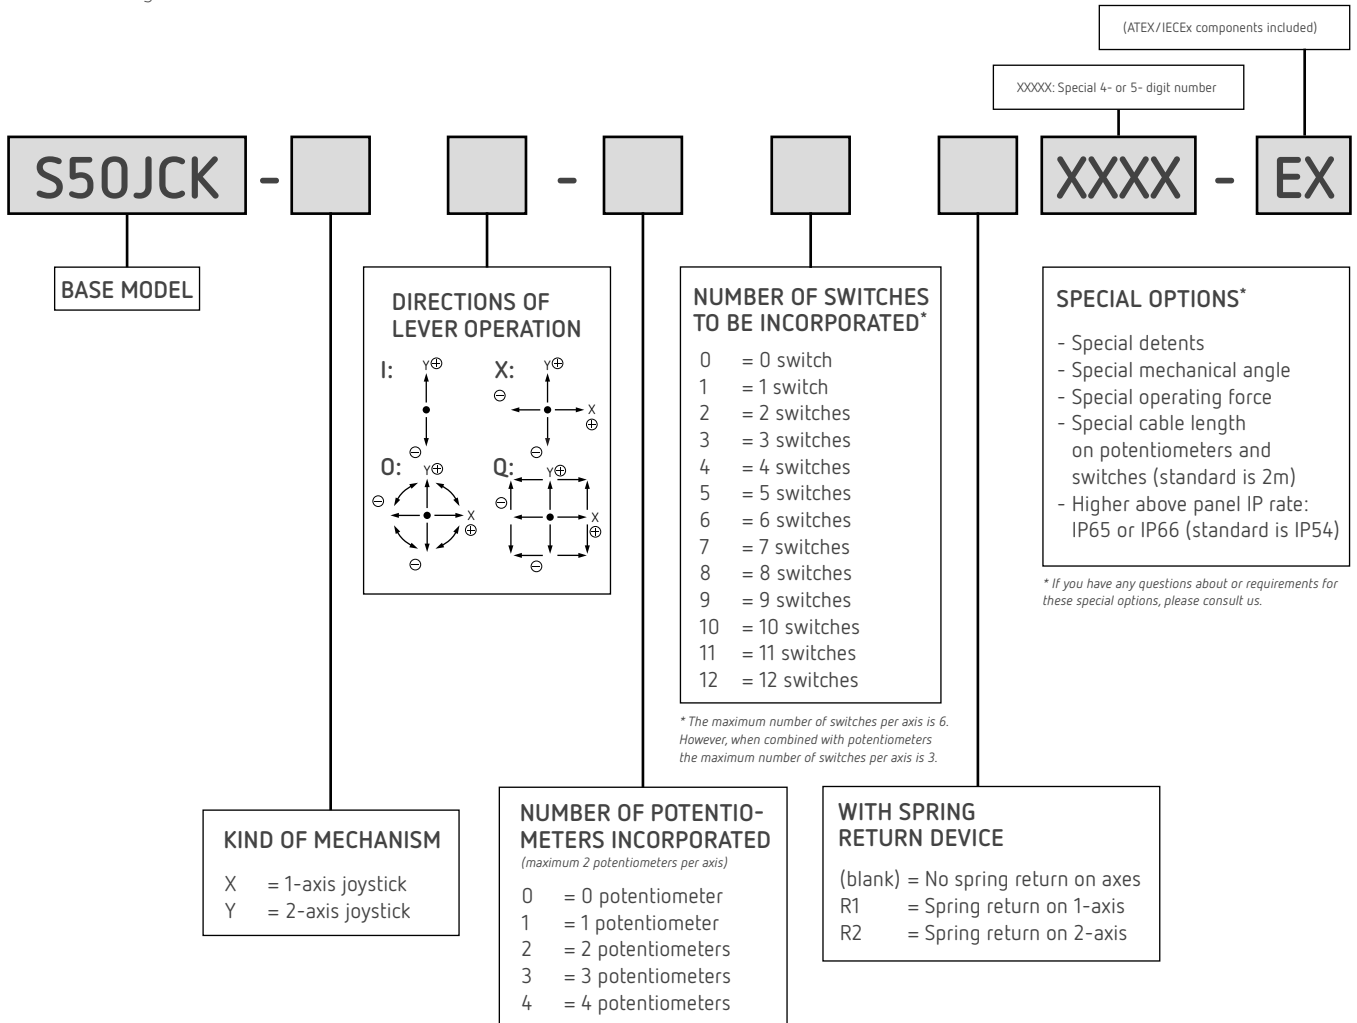 (ATEX/IECEx components included)
XXXXX: Special 4- or 5- digit number
S50JCK - - XXXX - EX
BASE MODEL
DIRECTIONS OF
LEVER OPERATION
I: Y⊕ ⊖
X: Y⊕ ⊖ X ⊕ ⊖
O: Y⊕ ⊖ X ⊕ ⊖
Q: Y⊕ ⊖ X ⊕ ⊖
NUMBER OF SWITCHES
TO BE INCORPORATED*
0 = 0 switch
1 = 1 switch
2 = 2 switches
3 = 3 switches
4 = 4 switches
5 = 5 switches
6 = 6 switches
7 = 7 switches
8 = 8 switches
9 = 9 switches
10 = 10 switches
11 = 11 switches
12 = 12 switches
* The maximum number of switches per axis is 6.
However, when combined with potentiometers
the maximum number of switches per axis is 3.
SPECIAL OPTIONS*
- Special detents
- Special mechanical angle
- Special operating force
- Special cable length
on potentiometers and
switches (standard is 2m)
- Higher above panel IP rate:
IP65 or IP66 (standard is IP54)
* If you have any questions about or requirements for
these special options, please consult us.
KIND OF MECHANISM
X = 1-axis joystick
Y = 2-axis joystick
NUMBER OF POTENTIO-
METERS INCORPORATED
(maximum 2 potentiometers per axis)
0 = 0 potentiometer
1 = 1 potentiometer
2 = 2 potentiometers
3 = 3 potentiometers
4 = 4 potentiometers
WITH SPRING
RETURN DEVICE
(blank) = No spring return on axes
R1 = Spring return on 1-axis
R2 = Spring return on 2-axis